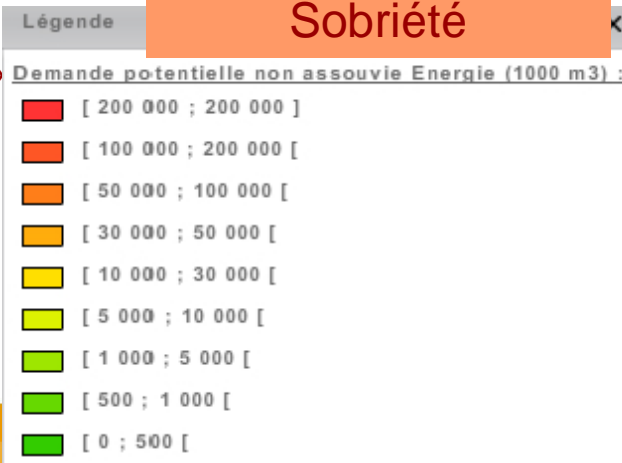 Sobriété
Légende
Demande potentielle non assouvie Energie (1000 m3) :
[ 200 000 ; 200 000 ]
[ 100 000 ; 200 000 [
[ 50 000 ; 100 000 [
[ 30 000 ; 50 000 [
[ 10 000 ; 30 000 [
[ 5 000 ; 10 000 [
[ 1 000 ; 5 000 [
[ 500 ; 1 000 [
[ 0 ; 500 [